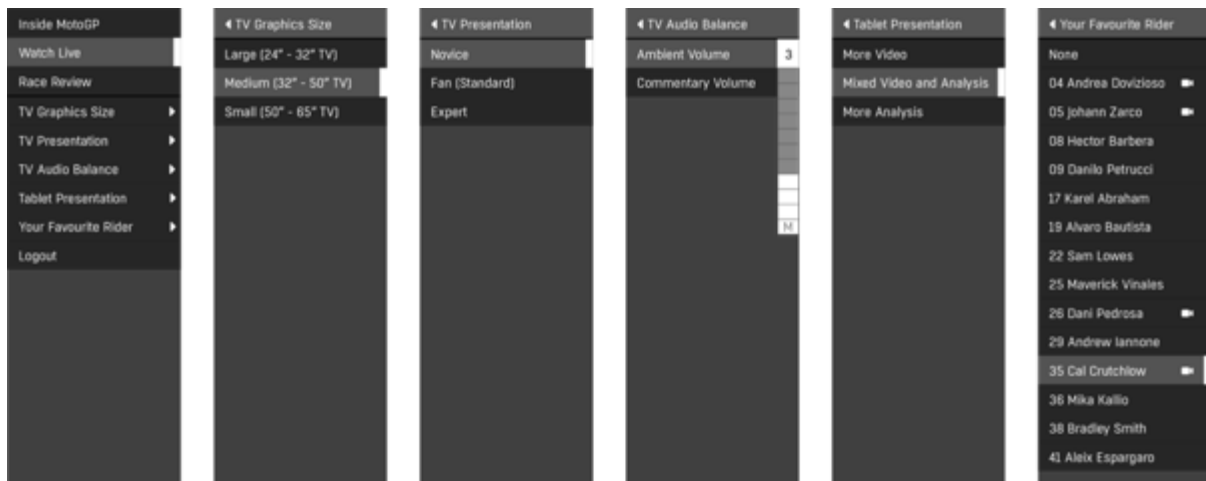 Inside MotoGP
Watch Live
Race Review
TV Graphics Size
TV Presentation
TV Audio Balance
Tablet Presentation
Your Favourite Rider
Logout
TV Graphics Size
Large (24" - 32" TV)
Medium (32" - 50" TV)
Small (50" - 65" TV)
TV Presentation
Novice
Fan (Standard)
Expert
TV Audio Balance
Ambient Volume 3
Commentary Volume
M
Tablet Presentation
More Video
Mixed Video and Analysis
More Analysis
Your Favourite Rider
None
04 Andrea Dovizioso
05 Johann Zarco
08 Hector Barbera
09 Danilo Petrucci
17 Karel Abraham
19 Alvaro Bautista
22 Sam Lowes
25 Maverick Vinales
26 Dani Pedrosa
29 Andrew Iannone
35 Cal Crutchlow
36 Mika Kallio
38 Bradley Smith
41 Aleix Espargaro